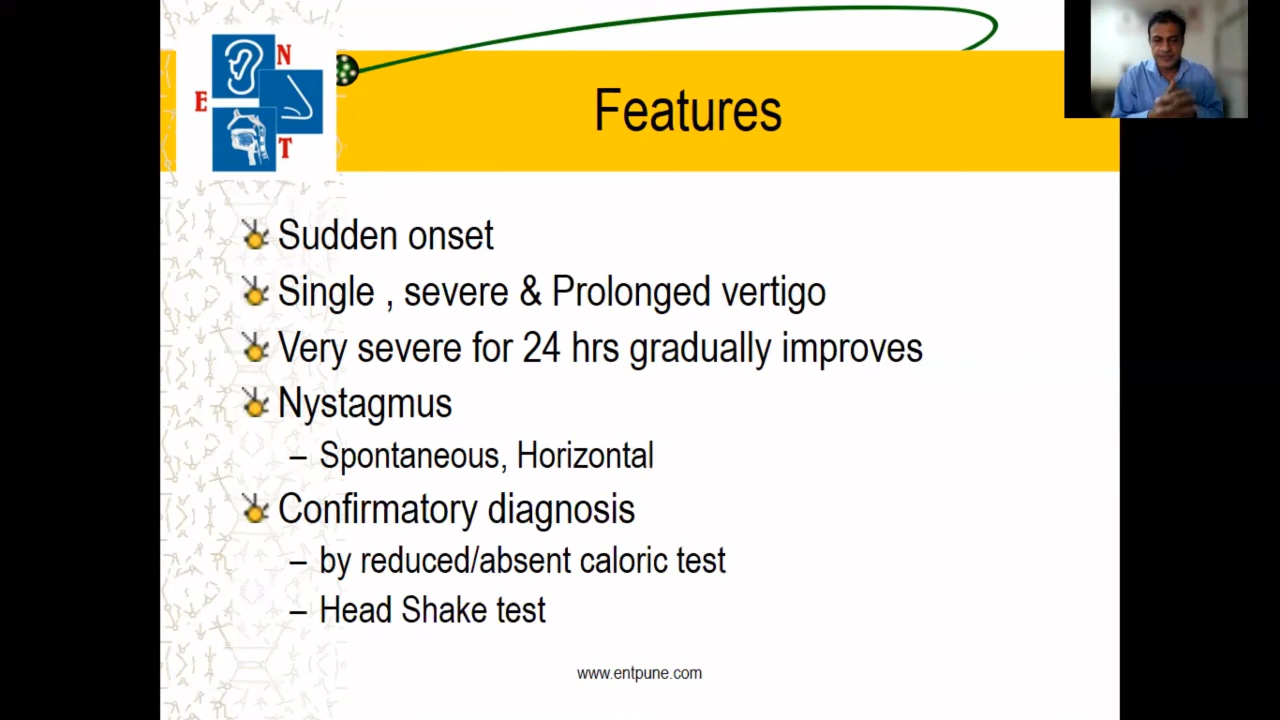 N
E
T
Features
Sudden onset
Single , severe & Prolonged vertigo
Very severe for 24 hrs gradually improves
Nystagmus
– Spontaneous, Horizontal
Confirmatory diagnosis
– by reduced/absent caloric test
– Head Shake test
www.entpune.com